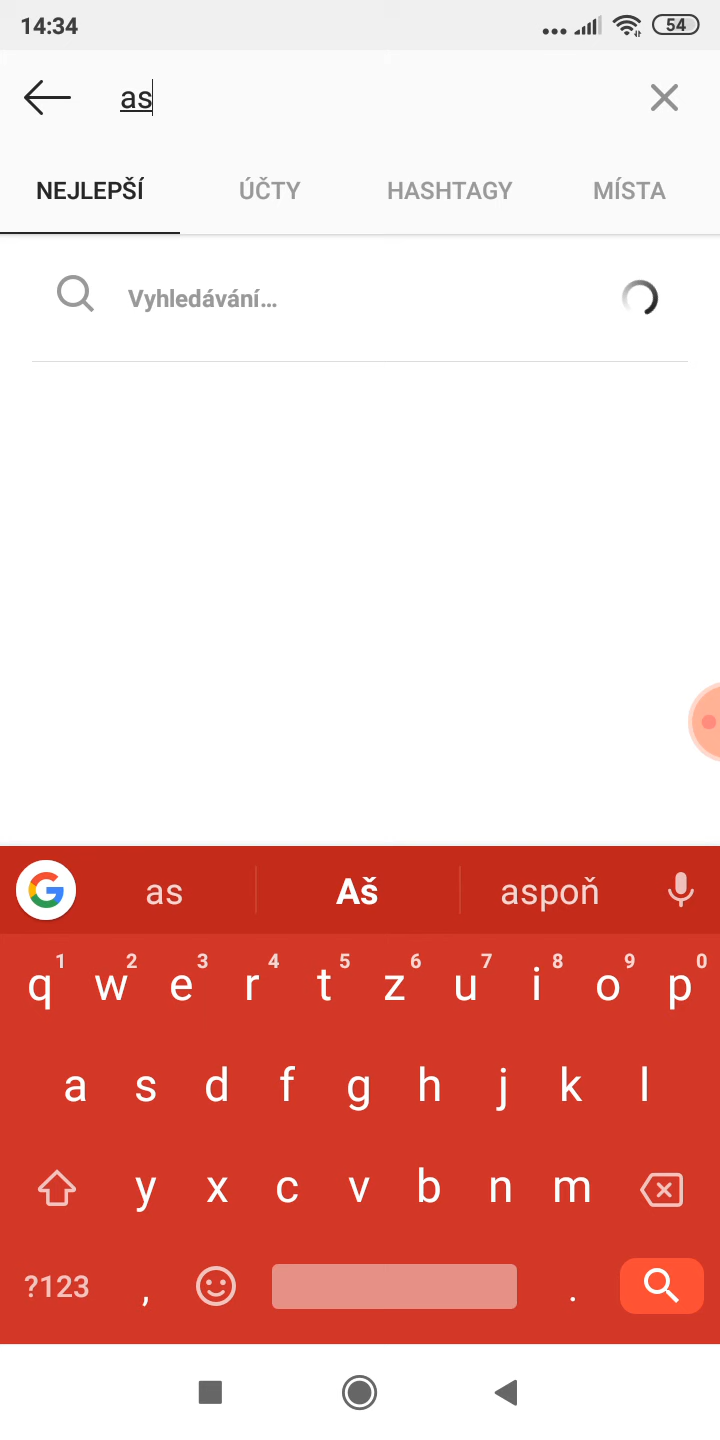 14:34 54
as
NEJLEPŠÍ ÚČTY HASHTAGY MÍSTA
Vyhledávání...
as Aš aspoň
1 2 3 4 5 6 7 8 9 0
q w e r t z u i o p
a s d f g h j k l
y x c v b n m
?123 , .